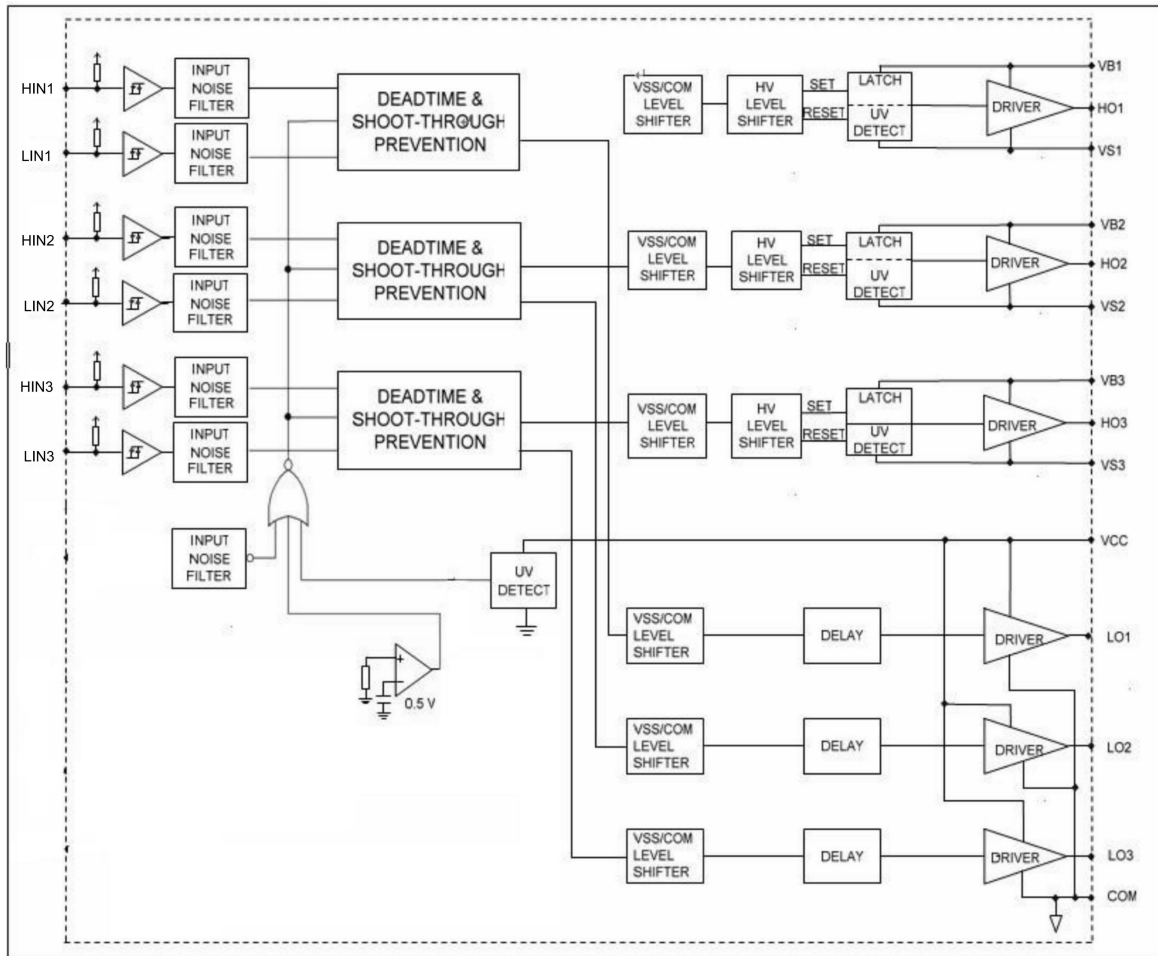 HIN1
INPUT
NOISE
FILTER
DEADTIME &
SHOOT-THROUGH
PREVENTION
VSS/COM
LEVEL
SHIFTER
HV
LEVEL
SHIFTER
SET
RESET
LATCH
UV
DETECT
DRIVER
VB1
HO1
VS1
LIN1
INPUT
NOISE
FILTER
HIN2
INPUT
NOISE
FILTER
DEADTIME &
SHOOT-THROUGH
PREVENTION
VSS/COM
LEVEL
SHIFTER
HV
LEVEL
SHIFTER
SET
RESET
LATCH
UV
DETECT
DRIVER
VB2
HO2
VS2
LIN2
INPUT
NOISE
FILTER
HIN3
INPUT
NOISE
FILTER
DEADTIME &
SHOOT-THROUGH
PREVENTION
VSS/COM
LEVEL
SHIFTER
HV
LEVEL
SHIFTER
SET
RESET
LATCH
UV
DETECT
DRIVER
VB3
HO3
VS3
LIN3
INPUT
NOISE
FILTER
INPUT
NOISE
FILTER
UV
DETECT
VCC
+
−
0.5 V
VSS/COM
LEVEL
SHIFTER
DELAY
DRIVER
LO1
VSS/COM
LEVEL
SHIFTER
DELAY
DRIVER
LO2
VSS/COM
LEVEL
SHIFTER
DELAY
DRIVER
LO3
COM